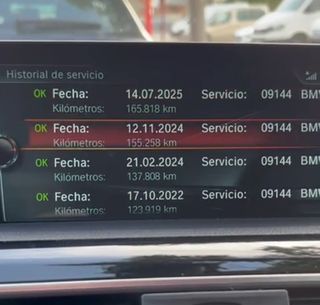 Historial de servicio
OK Fecha: 14.07.2025 Servicio: 09144 BM
Kilómetros: 165.818 km
OK Fecha: 12.11.2024 Servicio: 09144 BM
Kilómetros: 155.258 km
OK Fecha: 21.02.2024 Servicio: 09144 BM
Kilómetros: 137.808 km
OK Fecha: 17.10.2022 Servicio: 09144 BM
Kilómetros: 123.919 km